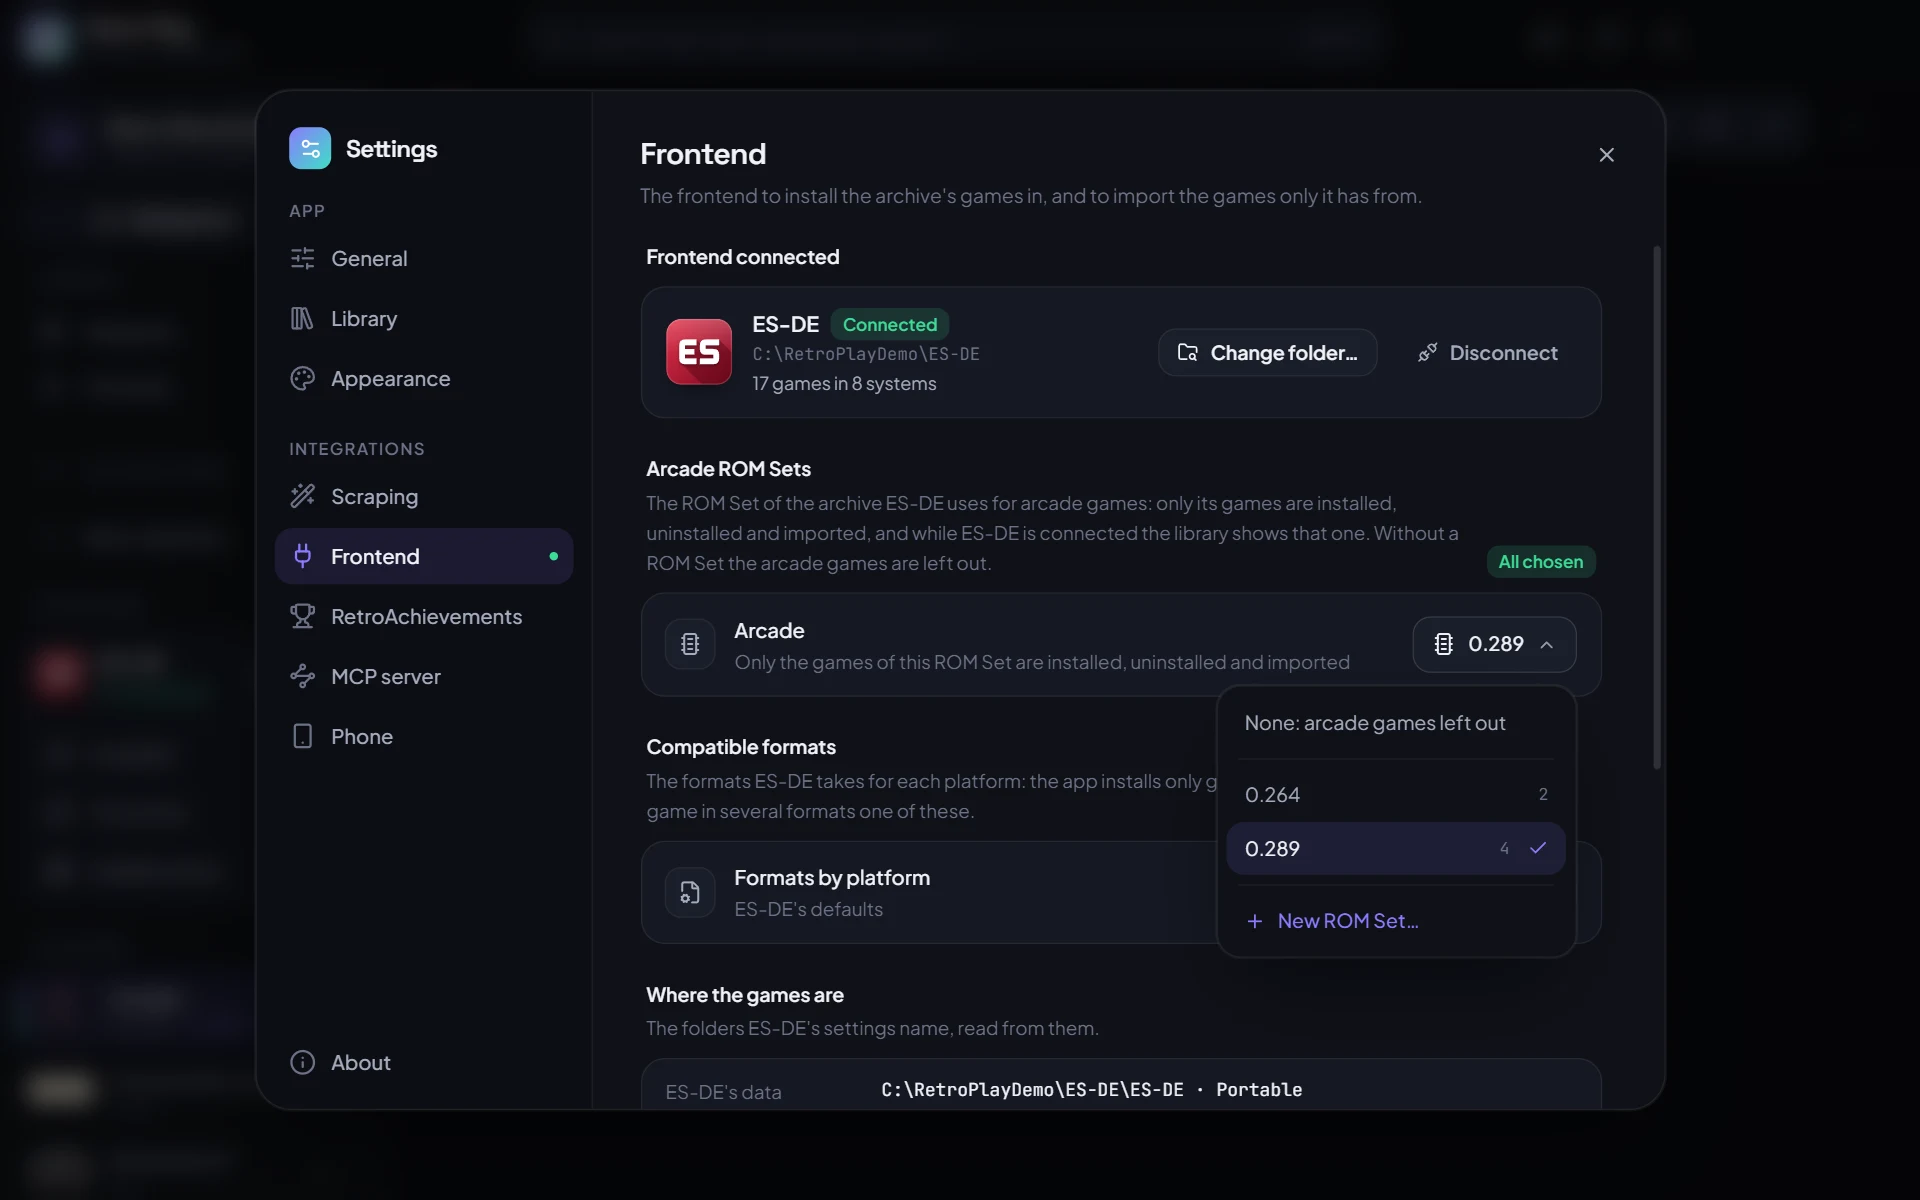 Settings
APP
General
Library
Appearance
INTEGRATIONS
Scraping
Frontend
RetroAchievements
MCP server
Phone
About
Frontend
The frontend to install the archive's games in, and to import the games only it has from.
Frontend connected
ES
ES-DE Connected
C:\RetroPlayDemo\ES-DE
17 games in 8 systems
Change folder...
Disconnect
Arcade ROM Sets
The ROM Set of the archive ES-DE uses for arcade games: only its games are installed,
uninstalled and imported, and while ES-DE is connected the library shows that one. Without a
ROM Set the arcade games are left out.
All chosen
Arcade
Only the games of this ROM Set are installed, uninstalled and imported
0.289
None: arcade games left out
0.264 2
0.289 4
+ New ROM Set...
Compatible formats
The formats ES-DE takes for each platform: the app installs only
game in several formats one of these.
Formats by platform
ES-DE's defaults
Where the games are
The folders ES-DE's settings name, read from them.
ES-DE's data C:\RetroPlayDemo\ES-DE\ES-DE · Portable